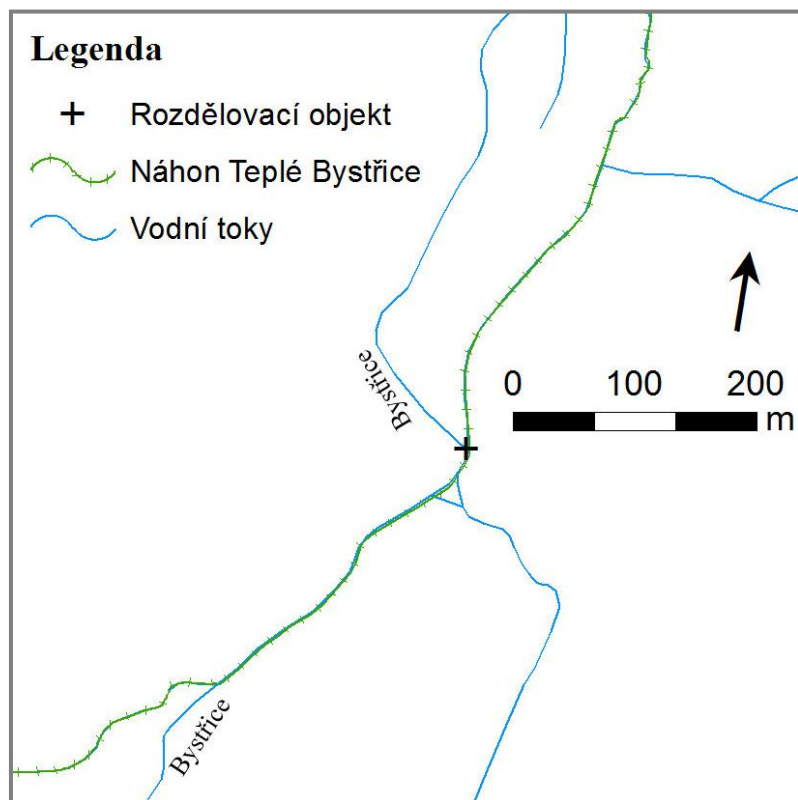 Legenda
Rozdělovací objekt
Náhon Teplé Bystřice
Vodní toky
Bystřice
0 100 200
m
Bystřice